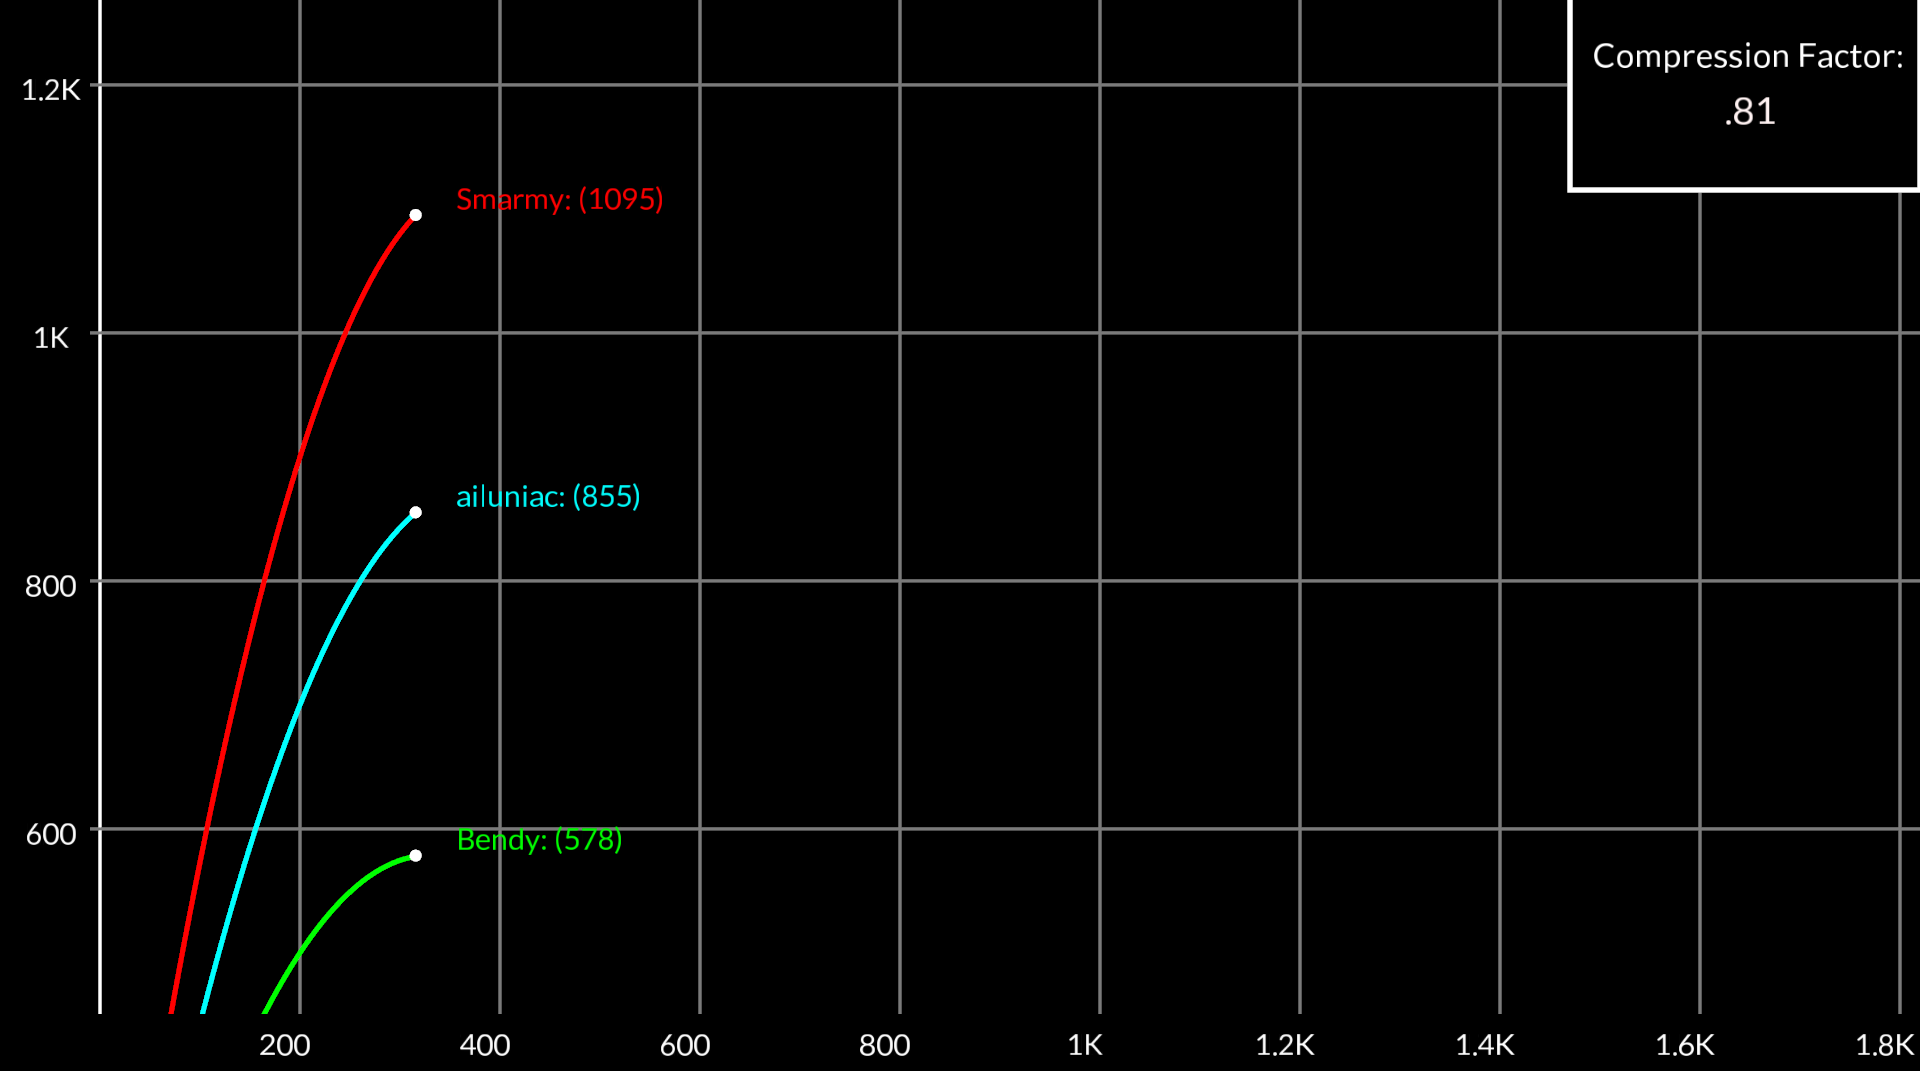 Compression Factor:
.81
1.2K
Smarmy: (1095)
1K
ailuniac: (855)
800
600
Bendy: (578)
200 400 600 800 1K 1.2K 1.4K 1.6K 1.8K